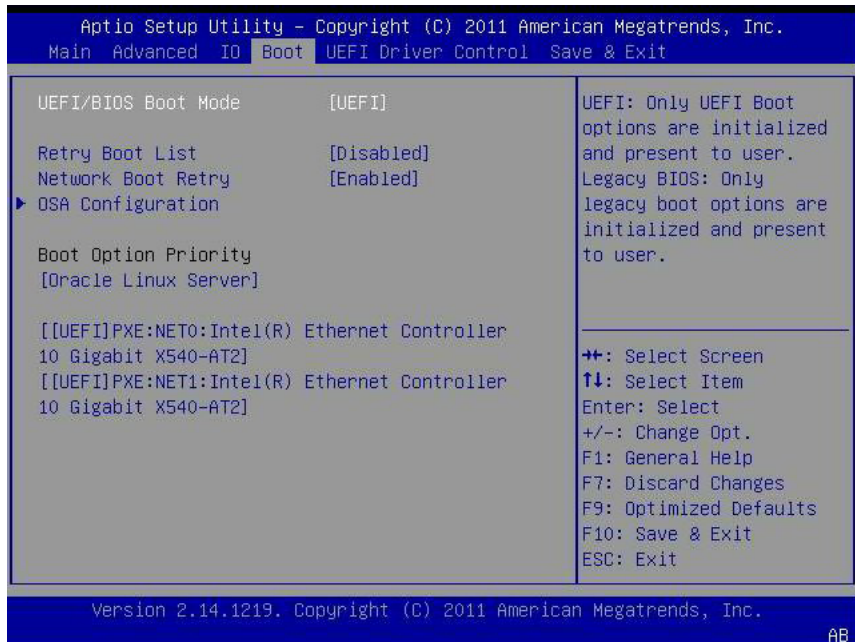 Aptio Setup Utility – Copyright (C) 2011 American Megatrends, Inc.
Main Advanced IO Boot UEFI Driver Control Save & Exit
UEFI/BIOS Boot Mode [UEFI]
Retry Boot List [Disabled]
Network Boot Retry [Enabled]
OSA Configuration
Boot Option Priority
[Oracle Linux Server]
[[UEFI]PXE:NET0:Intel(R) Ethernet Controller
10 Gigabit X540-AT2]
[[UEFI]PXE:NET1:Intel(R) Ethernet Controller
10 Gigabit X540-AT2]
UEFI: Only UEFI Boot
options are initialized
and present to user.
Legacy BIOS: Only
legacy boot options are
initialized and present
to user.
→←: Select Screen
↑↓: Select Item
Enter: Select
+/-: Change Opt.
F1: General Help
F7: Discard Changes
F9: Optimized Defaults
F10: Save & Exit
ESC: Exit
Version 2.14.1219. Copyright (C) 2011 American Megatrends, Inc.
AB